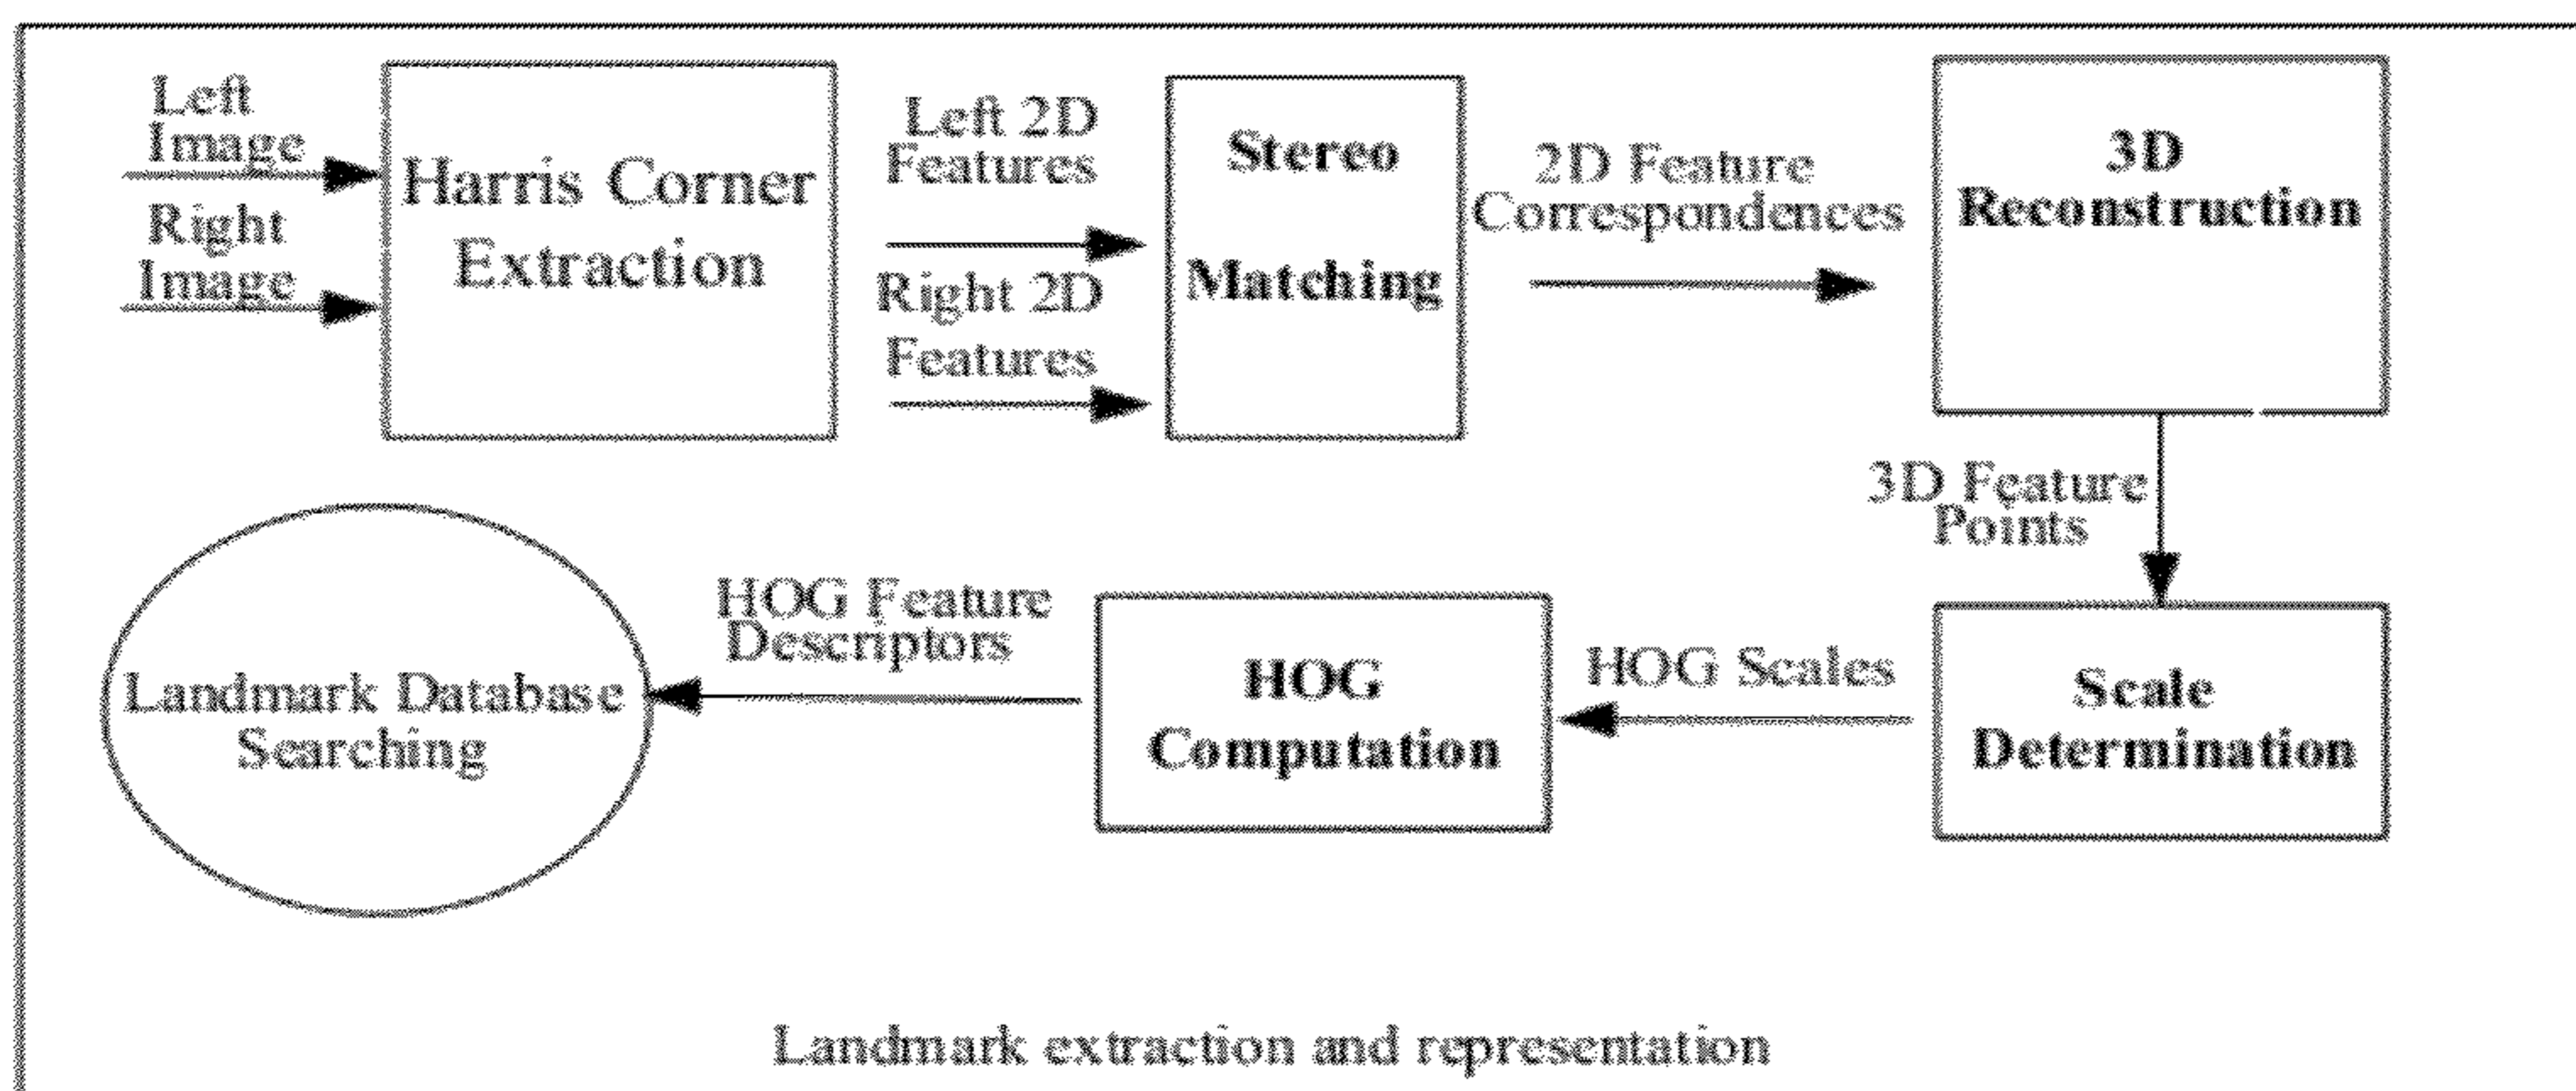 Left
Image
Right
Image
Harris Corner
Extraction
Left 2D
Features
Right 2D
Features
Stereo
Matching
2D Feature
Correspondences
3D
Reconstruction
3D Feature
Points
Scale
Determination
HOG Scales
HOG
Computation
HOG Feature
Descriptors
Landmark Database
Searching
Landmark extraction and representation